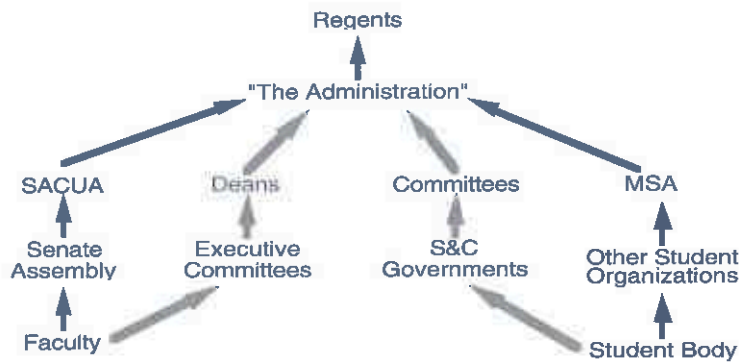 Regents
"The Administration"
SACUA
Deans
Committees
MSA
Senate
Assembly
Executive
Committees
S&C
Governments
Other Student
Organizations
Faculty
Student Body